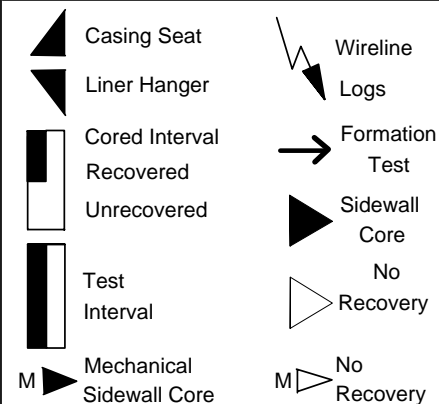 Casing Seat
Liner Hanger
Cored Interval
Recovered
Unrecovered
Test
Interval
M Mechanical
Sidewall Core
Wireline
Logs
Formation
Test
Sidewall
Core
No
Recovery
M No
Recovery